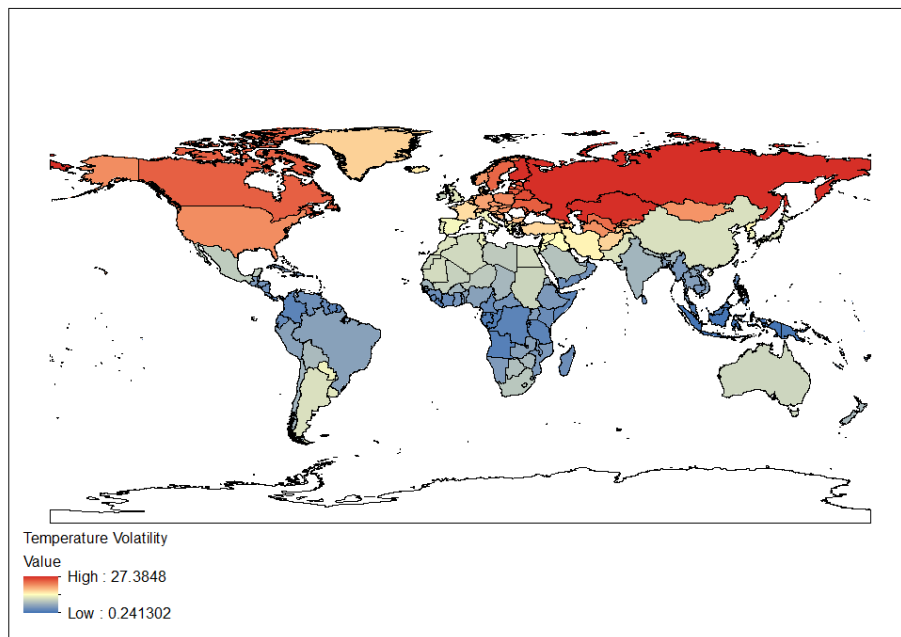 Temperature Volatility
Value
High : 27.3848
Low : 0.241302